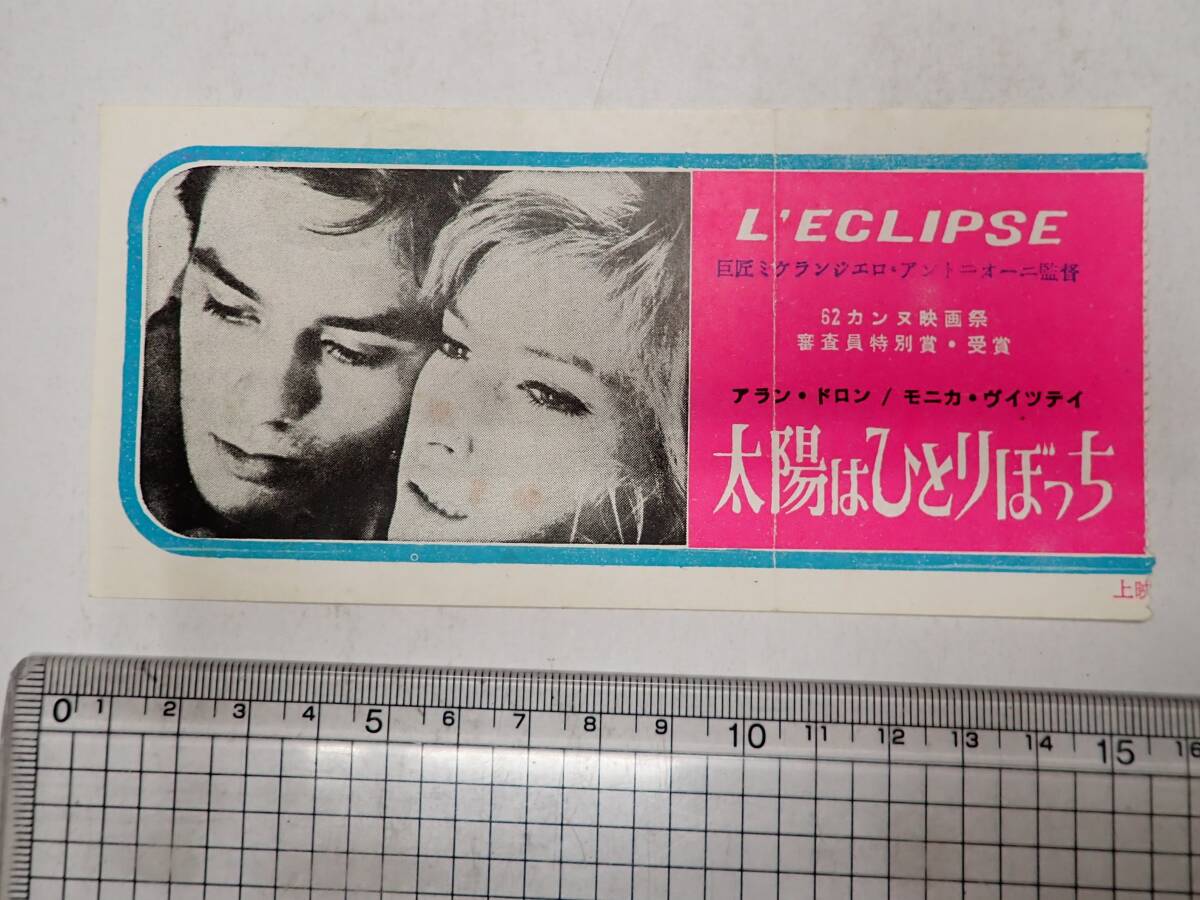 L'ECLIPSE
巨匠ミケランジエロ・アントニオーニ監督
62カンヌ映画祭
審査員特別賞・受賞
アラン・ドロン / モニカ・ヴイツテイ
太陽はひとりぼっち
上映
0 1 2 3 4 5 6 7 8 9 10 11 12 13 14 15 16